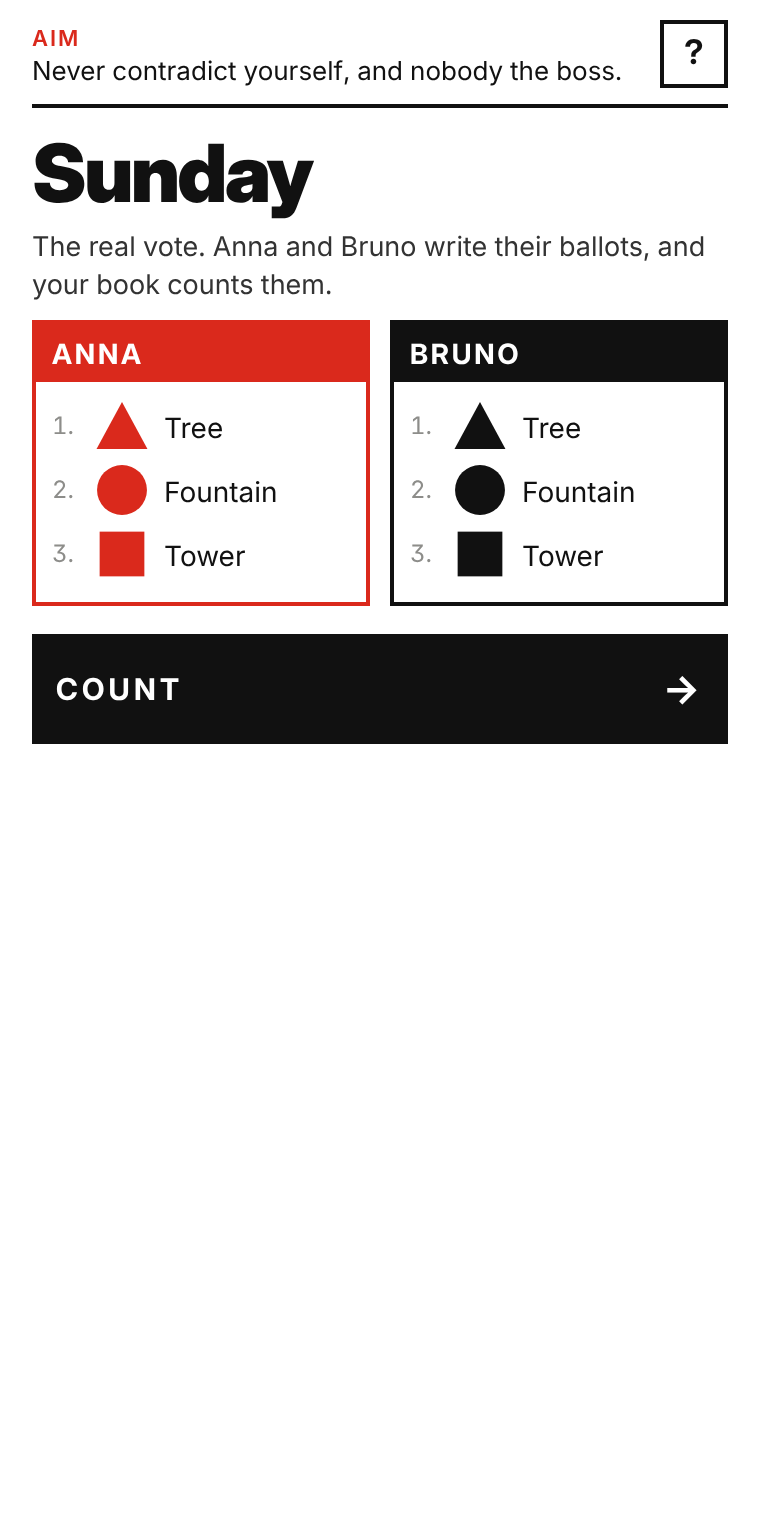 AIM
Never contradict yourself, and nobody the boss.
?
Sunday
The real vote. Anna and Bruno write their ballots, and
your book counts them.
ANNA
1. Tree
2. Fountain
3. Tower
BRUNO
1. Tree
2. Fountain
3. Tower
COUNT →